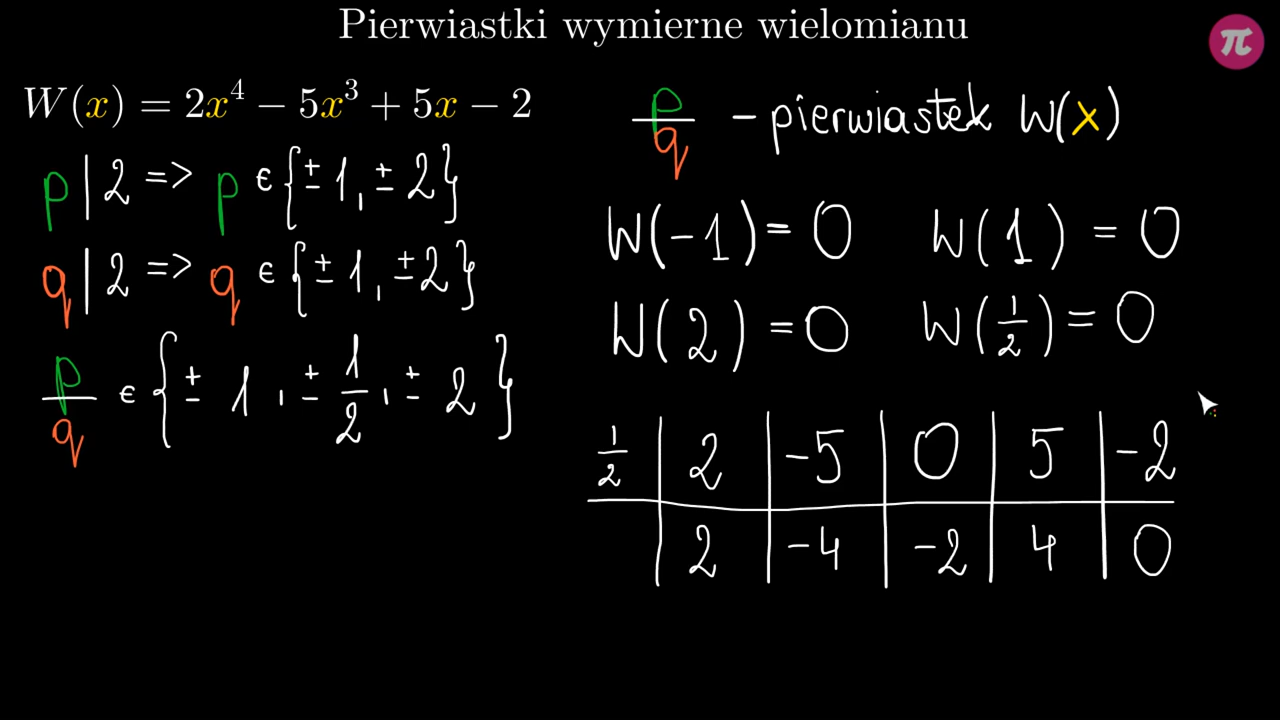 Pierwiastki wymierne wielomianu
π
W(x) = 2x⁴ − 5x³ + 5x − 2
p | 2 => p ∈ {± 1, ± 2}
q | 2 => q ∈ {± 1, ± 2}
p/q ∈ {± 1, ± 1/2, ± 2}
p/q - pierwiastek W(x)
W(-1) = 0 W(1) = 0
W(2) = 0 W(1/2) = 0
1/2 | 2 | -5 | 0 | 5 | -2
| 2 | -4 | -2 | 4 | 0